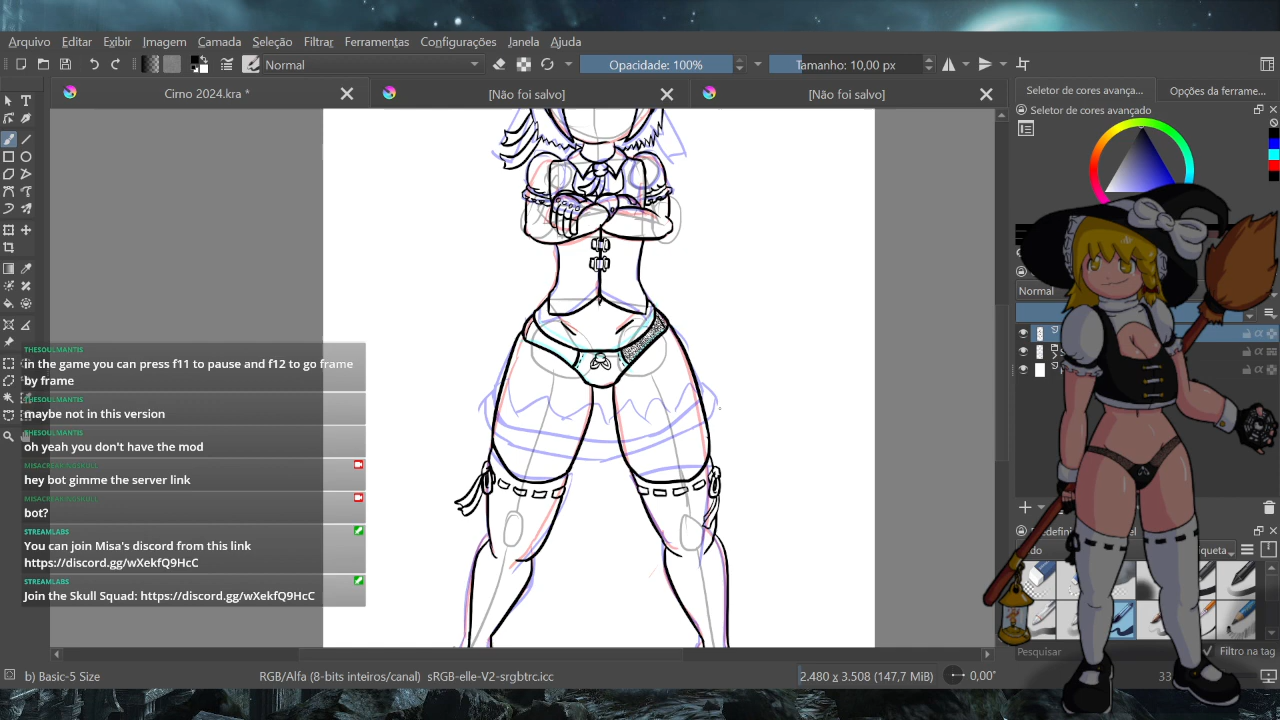 Arquivo Editar Exibir Imagem Camada Seleção Filtrar Ferramentas Configurações Janela Ajuda
Normal Opacidade: 100% Tamanho: 10,00 px
Cirno 2024.kra * [Não foi salvo] [Não foi salvo]
Seletor de cores avança... Opções da ferrame...
Seletor de cores avançado
Normal
THESOULMANTIS
in the game you can press f11 to pause and f12 to go frame
by frame
THESOULMANTIS
maybe not in this version
THESOULMANTIS
oh yeah you don't have the mod
hey bot gimme the server link
bot?
STREAMLABS
You can join Misa's discord from this link
https://discord.gg/wXekfQ9HcC
STREAMLABS
Join the Skull Squad: https://discord.gg/wXekfQ9HcC
Pesquisar Filtro na tag
b) Basic-5 Size RGB/Alfa (8-bits inteiros/canal) sRGB-elle-V2-srgbtrc.icc 2.480 x 3.508 (147,7 MiB) 0,00° 33